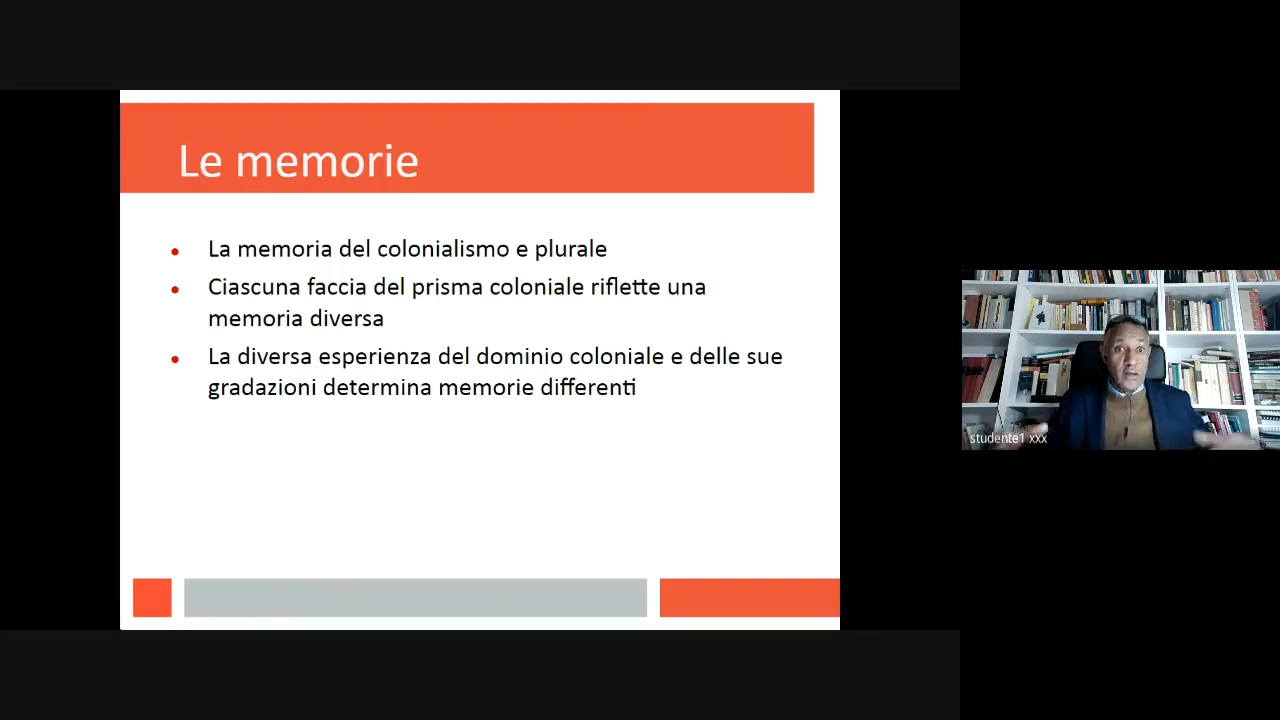 Le memorie
La memoria del colonialismo e plurale
Ciascuna faccia del prisma coloniale riflette una
memoria diversa
La diversa esperienza del dominio coloniale e delle sue
gradazioni determina memorie differenti
studente1 xxx